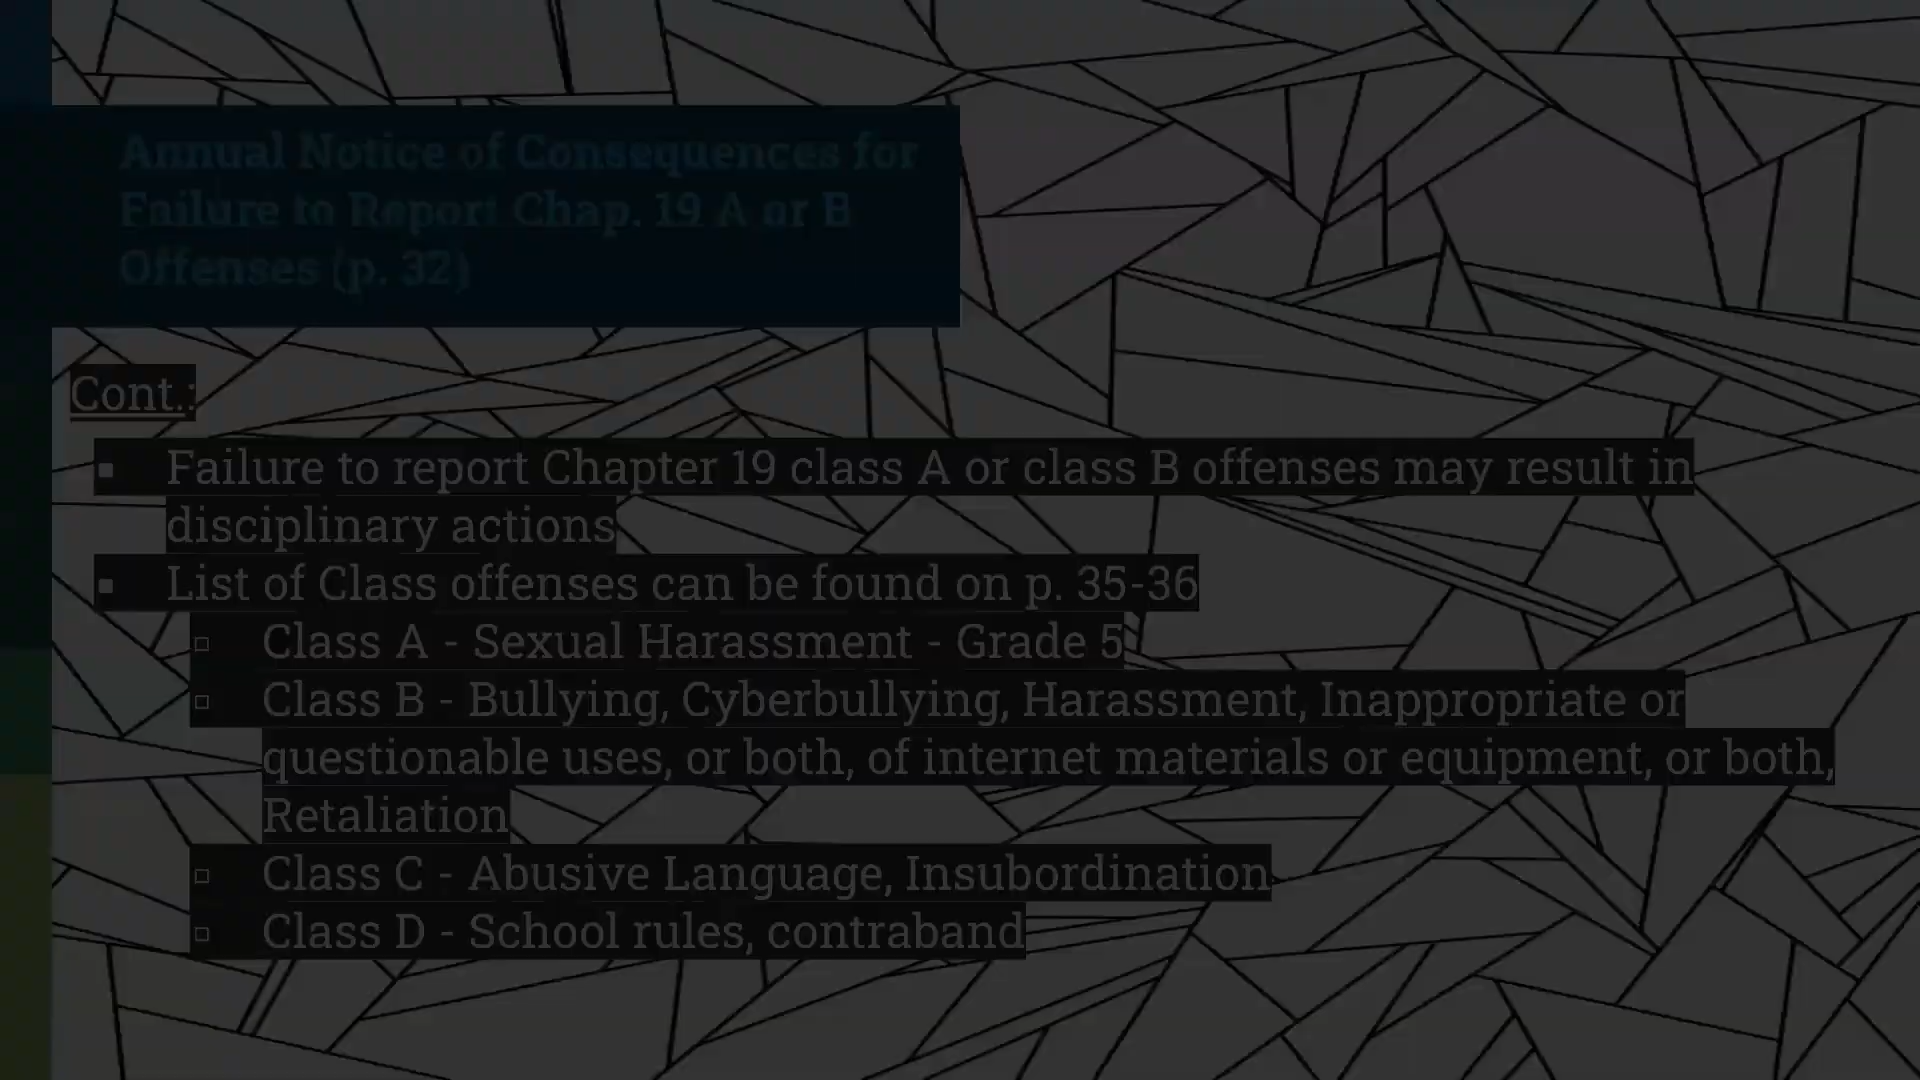 Annual Notice of Consequences for
Failure to Report Chap. 19 A or B
Offenses (p. 32)
Cont.:
▪ Failure to report Chapter 19 class A or class B offenses may result in
disciplinary actions
▪ List of Class offenses can be found on p. 35-36
▫ Class A - Sexual Harassment - Grade 5
▫ Class B - Bullying, Cyberbullying, Harassment, Inappropriate or
questionable uses, or both, of internet materials or equipment, or both,
Retaliation
▫ Class C - Abusive Language, Insubordination
▫ Class D - School rules, contraband